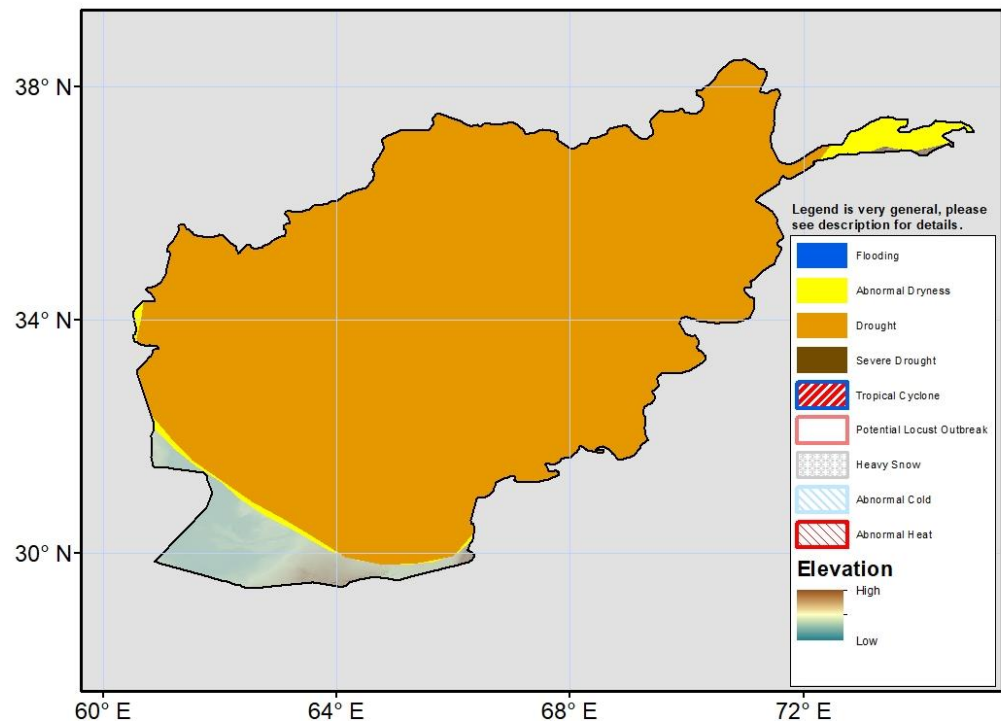 38° N
34° N
30° N
60° E
64° E
68° E
72° E
Legend is very general, please
see description for details.
Flooding
Abnormal Dryness
Drought
Severe Drought
Tropical Cyclone
Potential Locust Outbreak
Heavy Snow
Abnormal Cold
Abnormal Heat
Elevation
High
Low